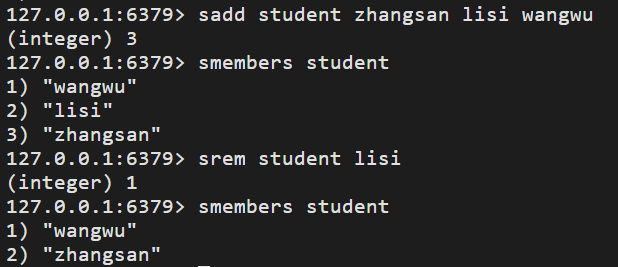 127.0.0.1:6379> sadd student zhangsan lisi wangwu
(integer) 3
127.0.0.1:6379> smembers student
1) "wangwu"
2) "lisi"
3) "zhangsan"
127.0.0.1:6379> srem student lisi
(integer) 1
127.0.0.1:6379> smembers student
1) "wangwu"
2) "zhangsan"